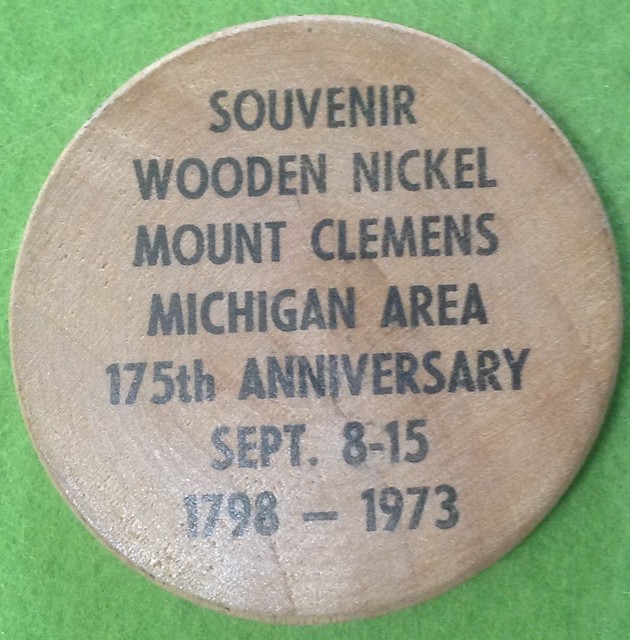 SOUVENIR
WOODEN NICKEL
MOUNT CLEMENS
MICHIGAN AREA
175th ANNIVERSARY
SEPT. 8-15
1798 — 1973